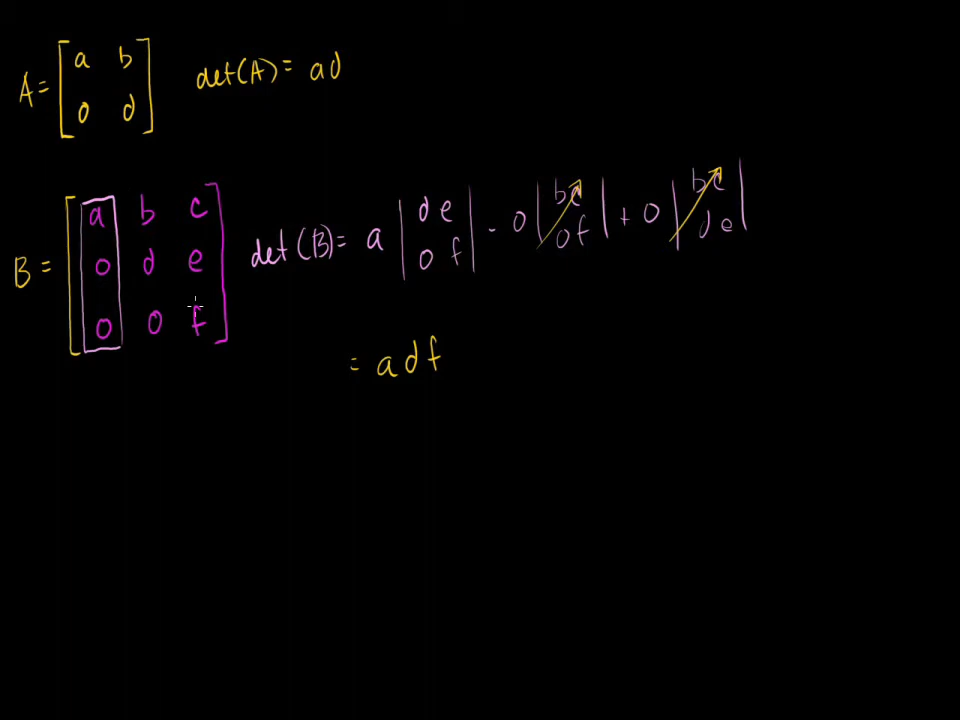 A = [a b
0 d] det(A) = ad
B = [a b c
0 d e
0 0 f] det(B) = a |d e
0 f| - 0 |b c
0 f| + 0 |b c
d e|
= adf